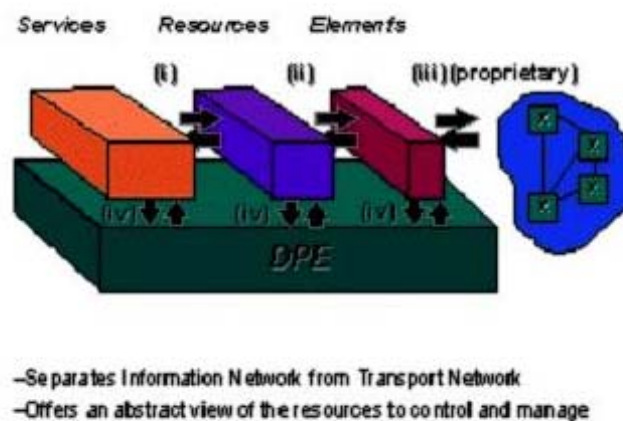 Services Resources Elements
(i) (ii) (iii)(proprietary)
(iv) (iv) (iv)
DPE
X X X X
–Separates Information Network from Transport Network
–Offers an abstract view of the resources to control and manage